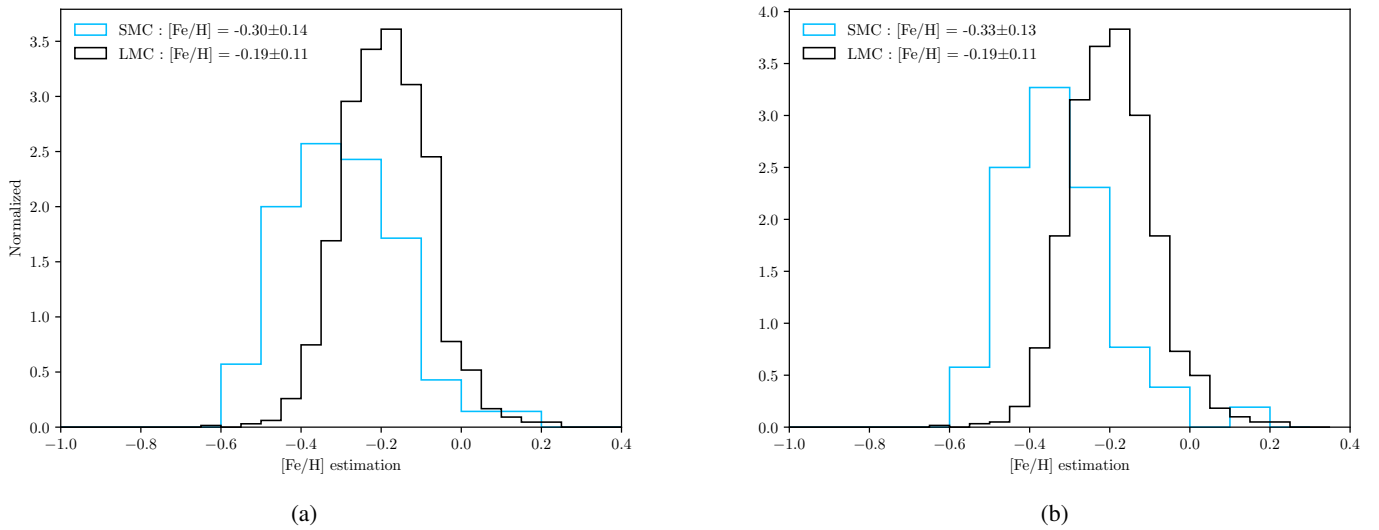 SMC : [Fe/H] = -0.30±0.14
LMC : [Fe/H] = -0.19±0.11
Normalized
3.5
3.0
2.5
2.0
1.5
1.0
0.5
0.0
−1.0 −0.8 −0.6 −0.4 −0.2 0.0 0.2 0.4
[Fe/H] estimation
(a)
SMC : [Fe/H] = -0.33±0.13
LMC : [Fe/H] = -0.19±0.11
4.0
3.5
3.0
2.5
2.0
1.5
1.0
0.5
0.0
−1.0 −0.8 −0.6 −0.4 −0.2 0.0 0.2 0.4
[Fe/H] estimation
(b)